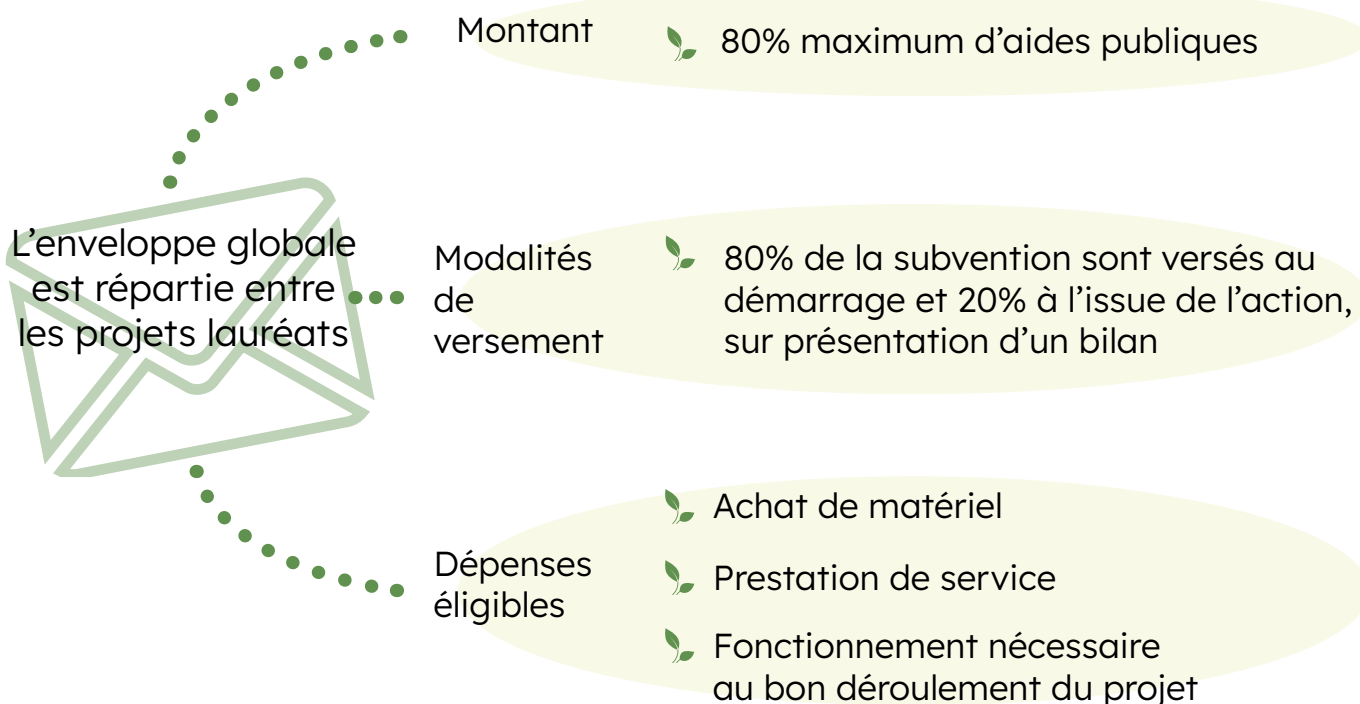 L’enveloppe globale
est répartie entre
les projets lauréats
Montant
80% maximum d’aides publiques
Modalités
de
versement
80% de la subvention sont versés au
démarrage et 20% à l’issue de l’action,
sur présentation d’un bilan
Dépenses
éligibles
Achat de matériel
Prestation de service
Fonctionnement nécessaire
au bon déroulement du projet